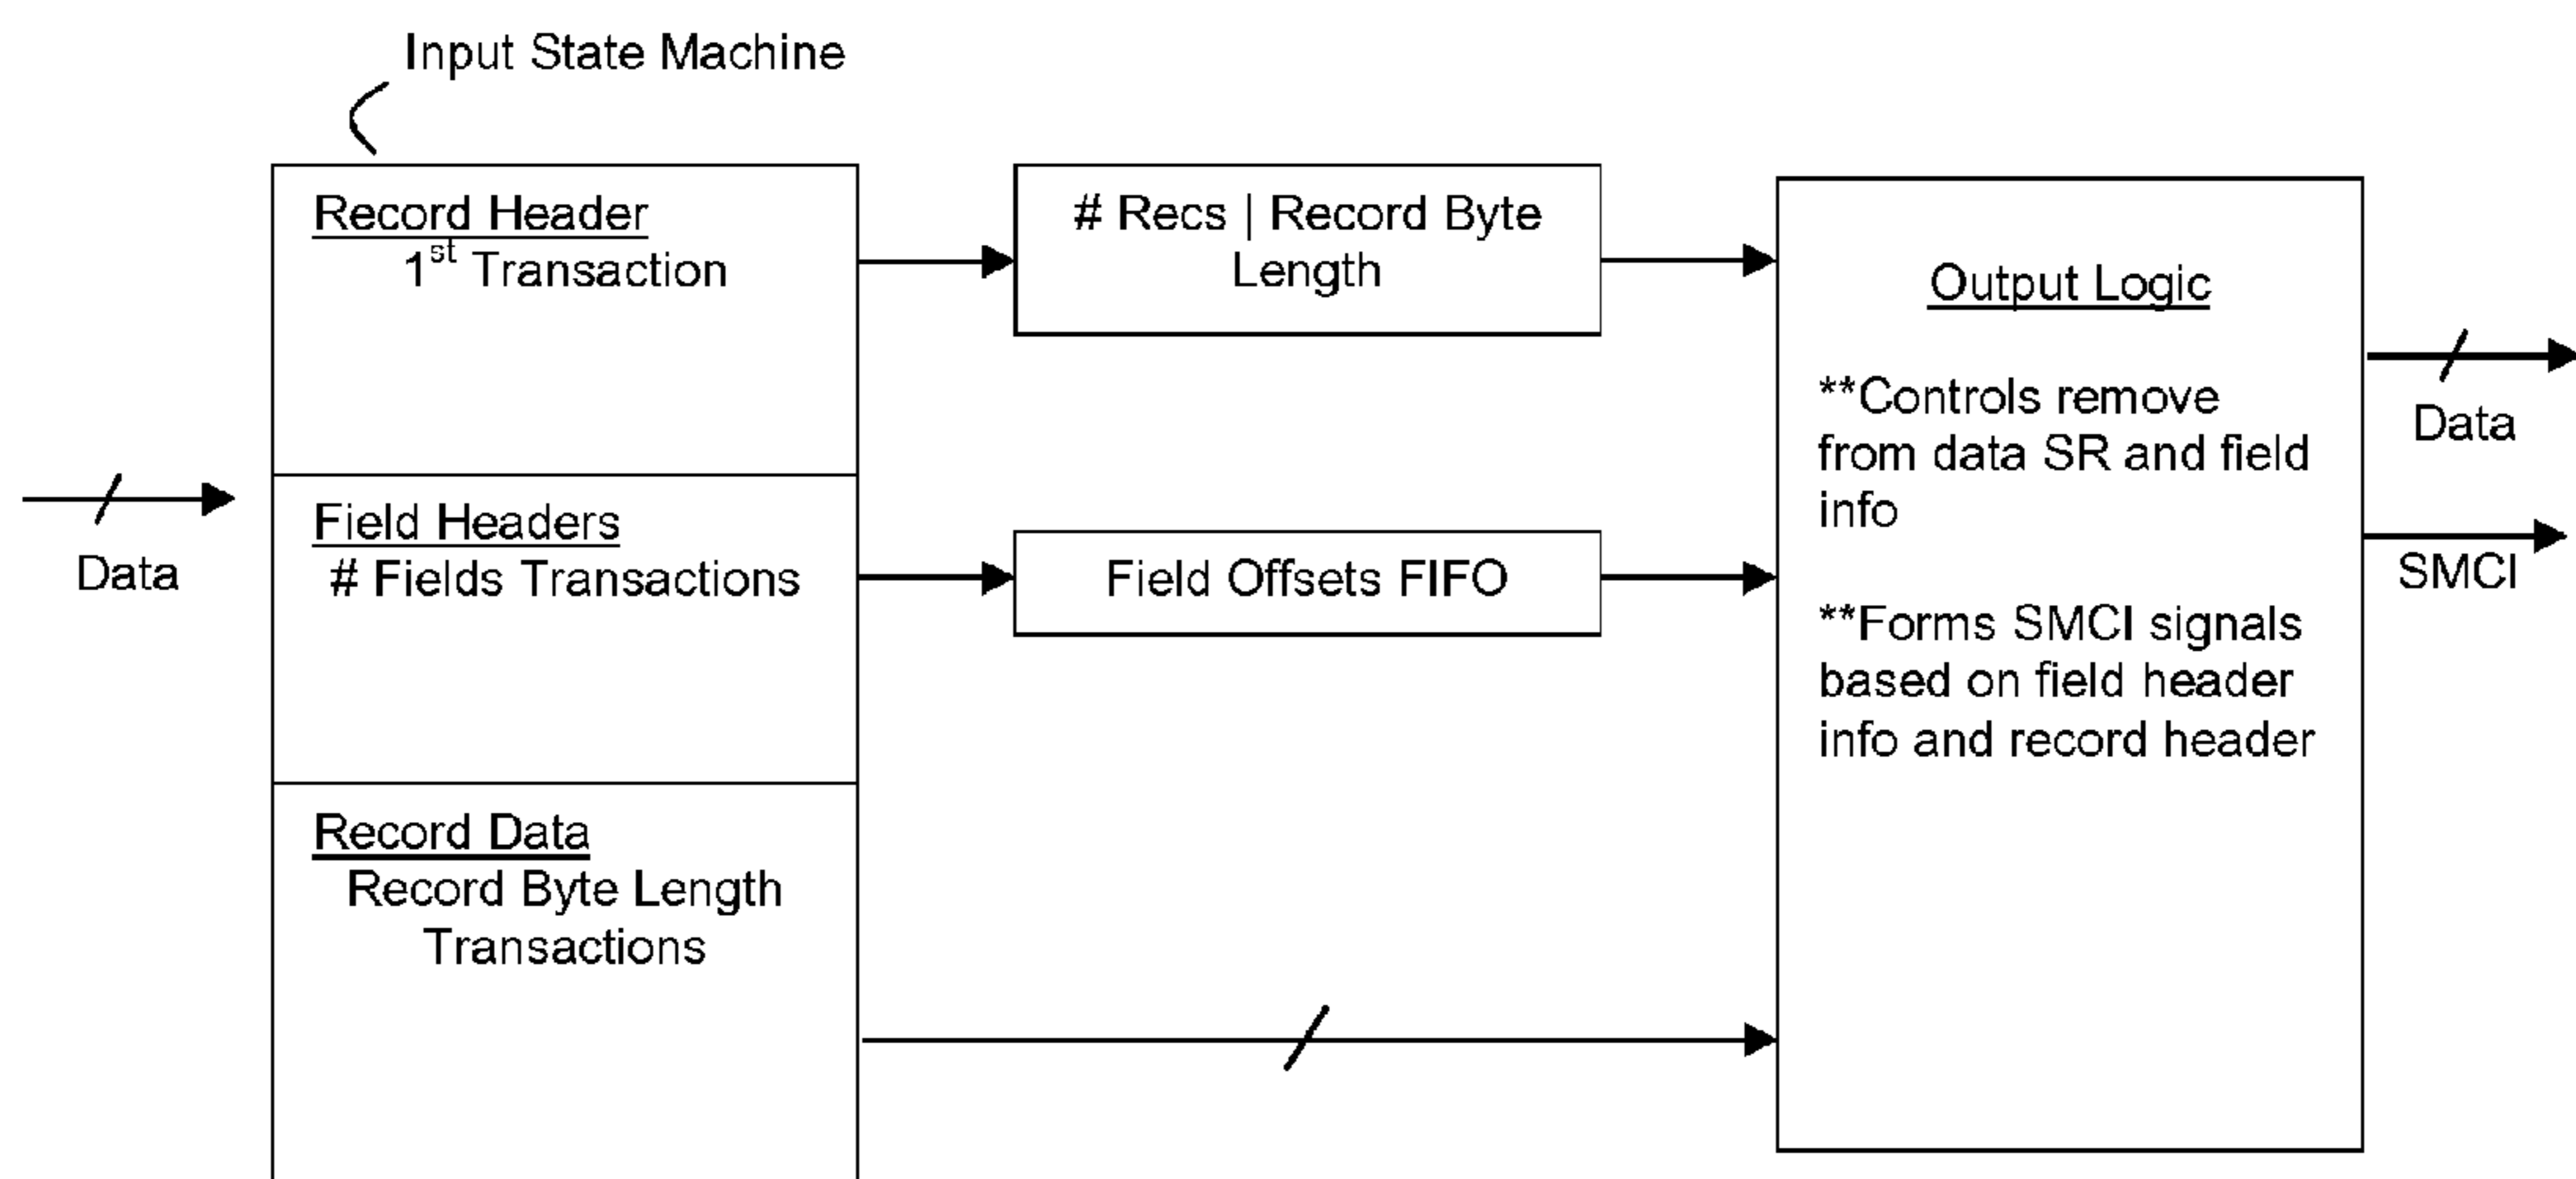 Input State Machine
Record Header
1st Transaction
# Recs | Record Byte
Length
Output Logic
**Controls remove
from data SR and field
info
**Forms SMCI signals
based on field header
info and record header
Data
SMCI
Data
Field Headers
# Fields Transactions
Field Offsets FIFO
Record Data
Record Byte Length
Transactions